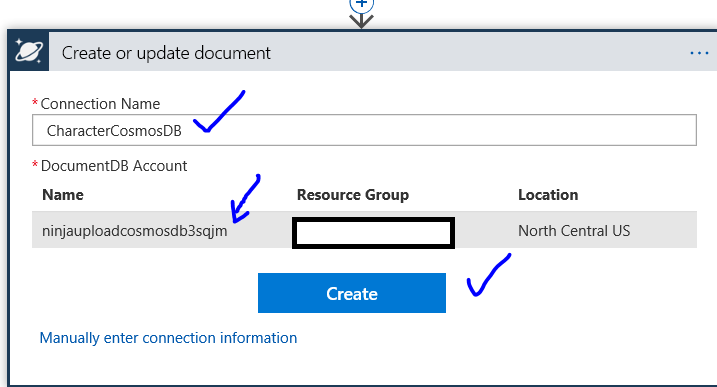 Create or update document
*Connection Name
CharacterCosmosDB
*DocumentDB Account
Name Resource Group Location
ninjauploadcosmosdb3sqjm North Central US
Create
Manually enter connection information